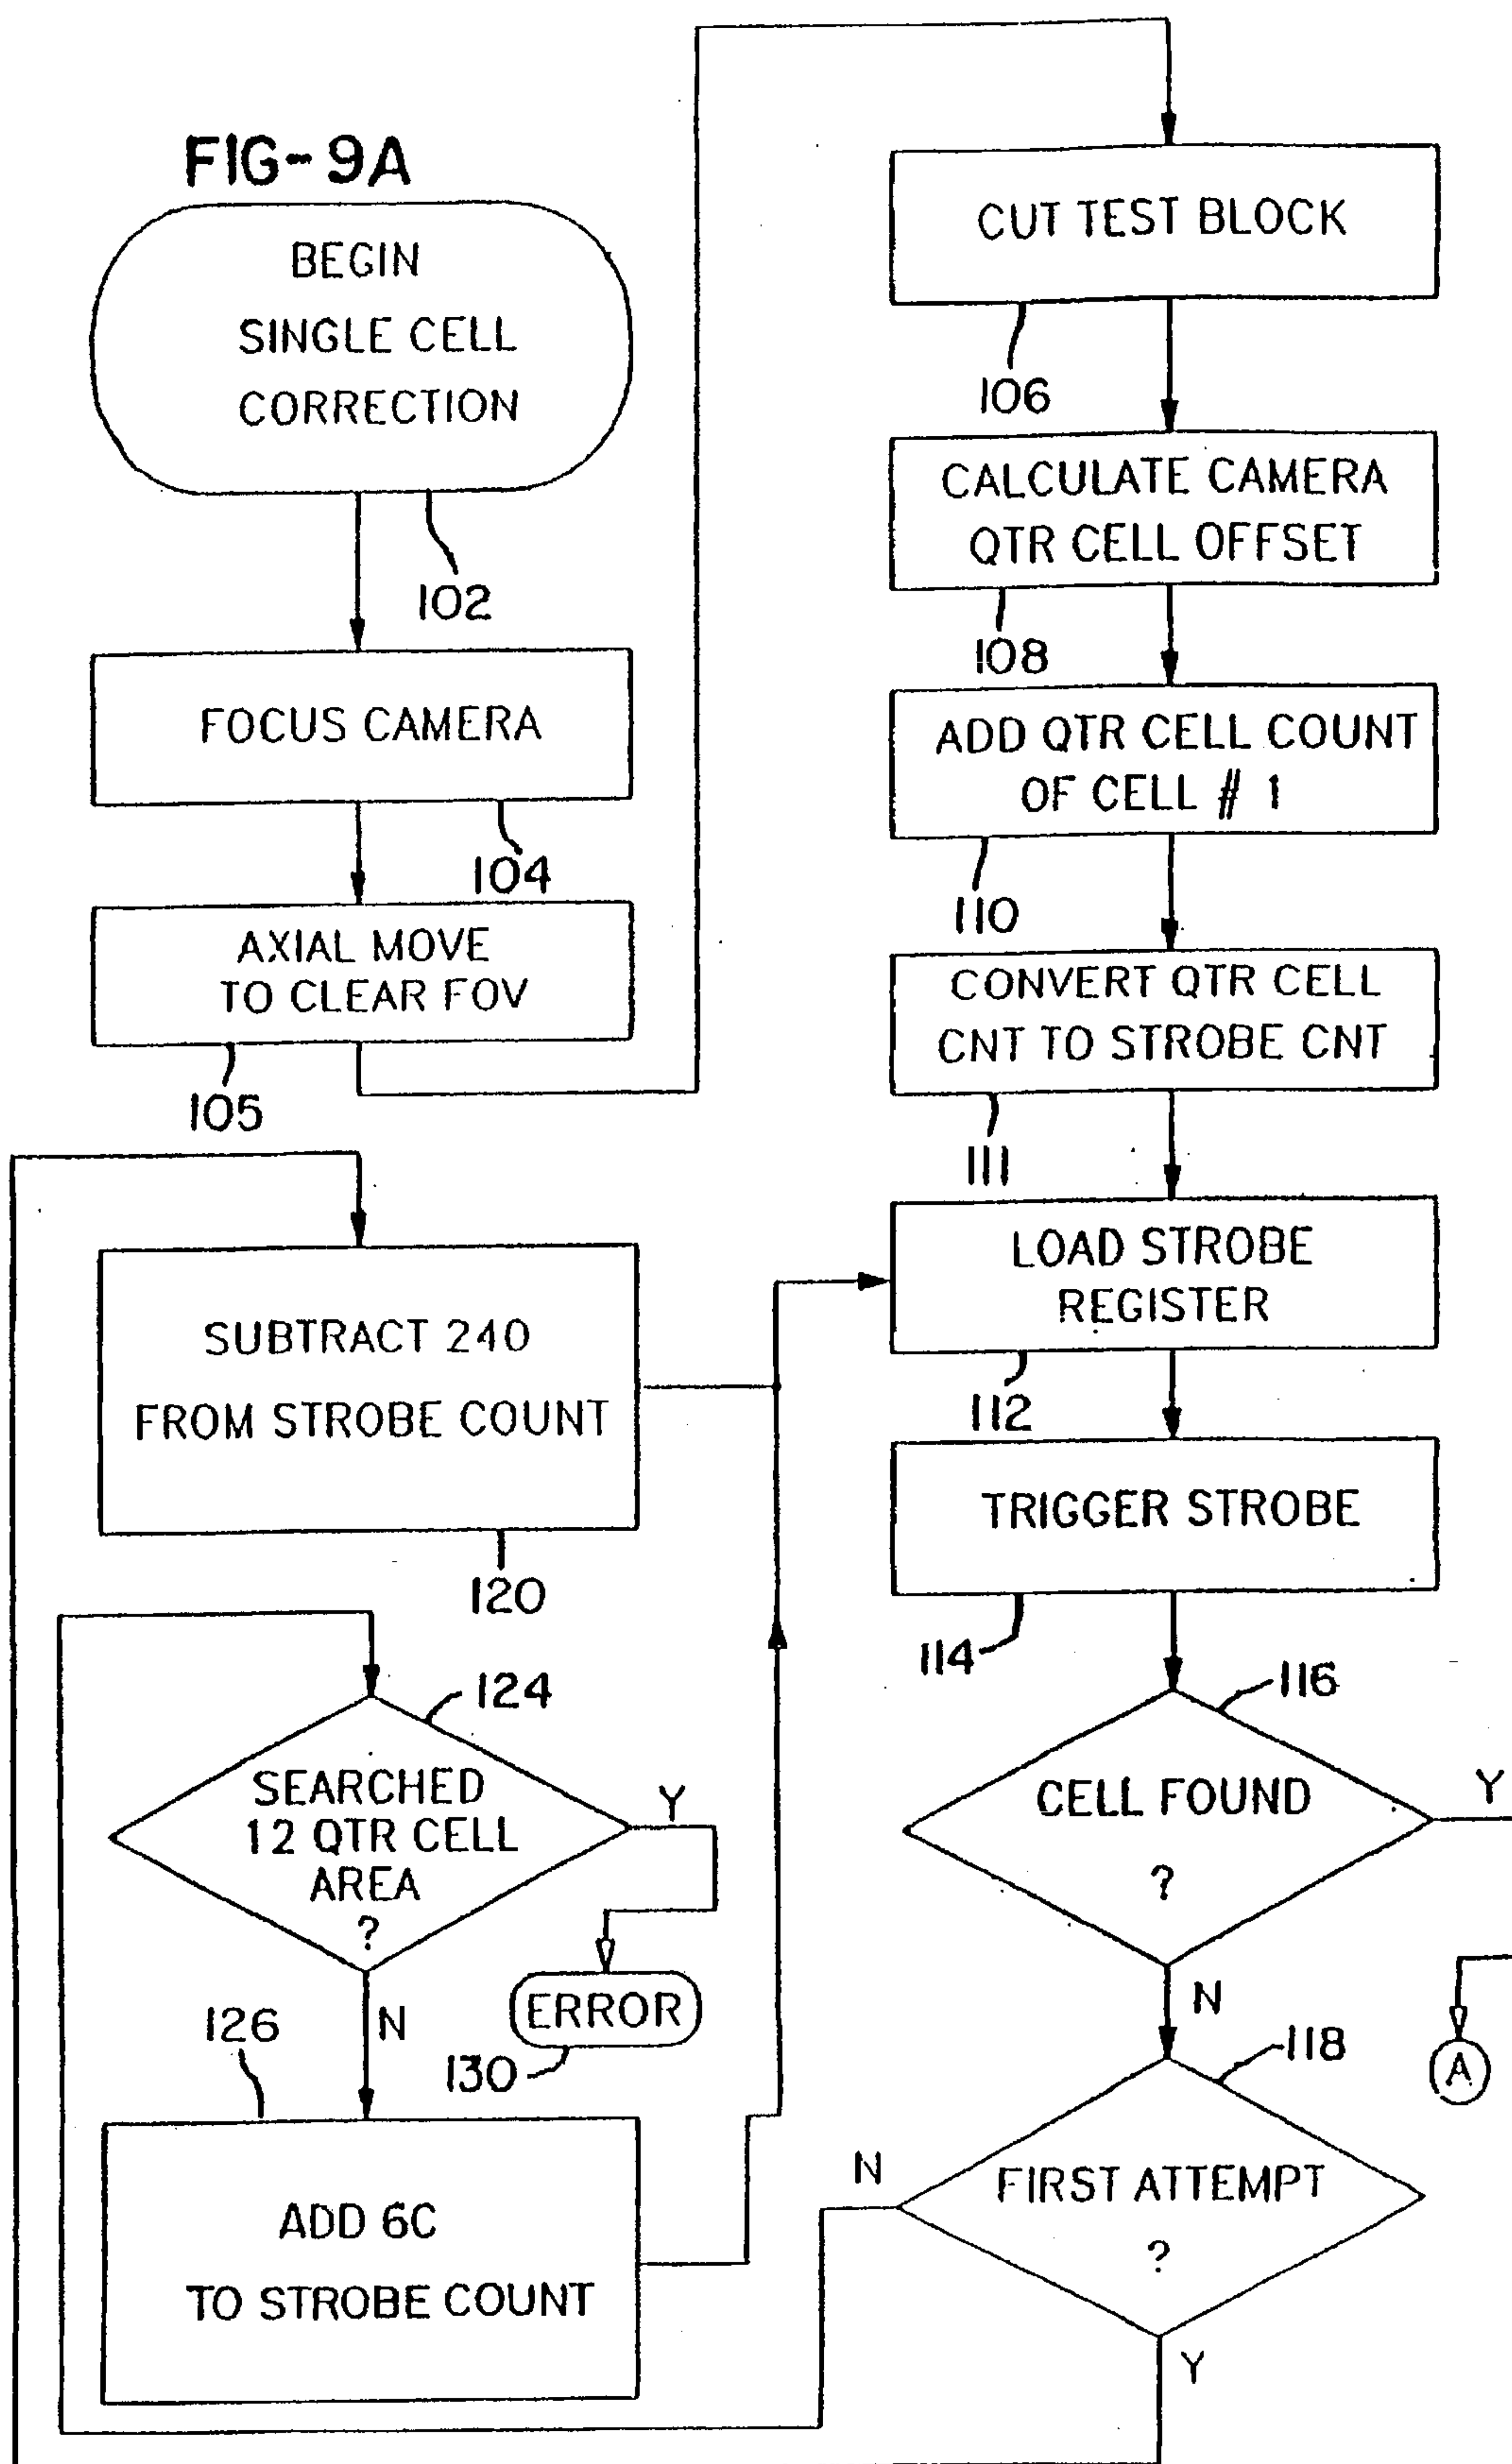 FIG-9A
BEGIN
SINGLE CELL
CORRECTION
102
FOCUS CAMERA
104
AXIAL MOVE
TO CLEAR FOV
105
CUT TEST BLOCK
106
CALCULATE CAMERA
QTR CELL OFFSET
108
ADD QTR CELL COUNT
OF CELL # 1
110
CONVERT QTR CELL
CNT TO STROBE CNT
111
LOAD STROBE
REGISTER
112
TRIGGER STROBE
114
116
CELL FOUND
?
Y
N
A
118
FIRST ATTEMPT
?
N
Y
SUBTRACT 240
FROM STROBE COUNT
120
124
SEARCHED
12 QTR CELL
AREA
?
Y
N
ERROR
130
126
ADD 6C
TO STROBE COUNT